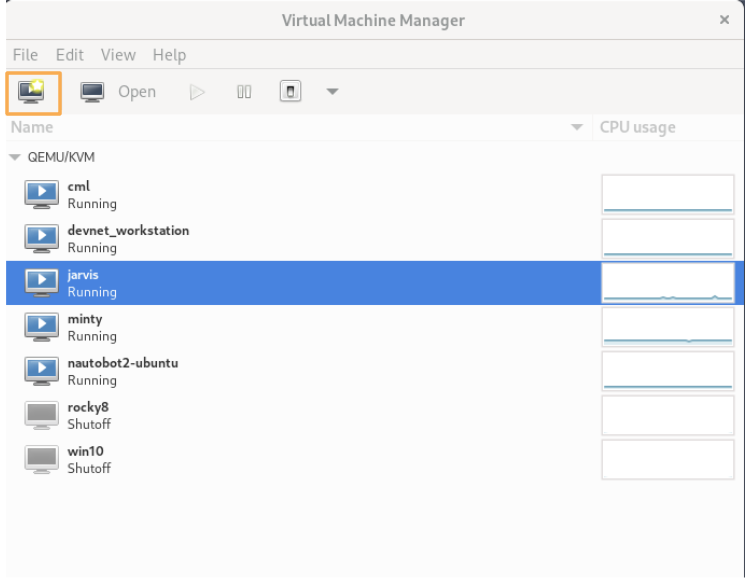 Virtual Machine Manager
File Edit View Help
Open
Name CPU usage
QEMU/KVM
cml
Running
devnet_workstation
Running
jarvis
Running
minty
Running
nautobot2-ubuntu
Running
rocky8
Shutoff
win10
Shutoff